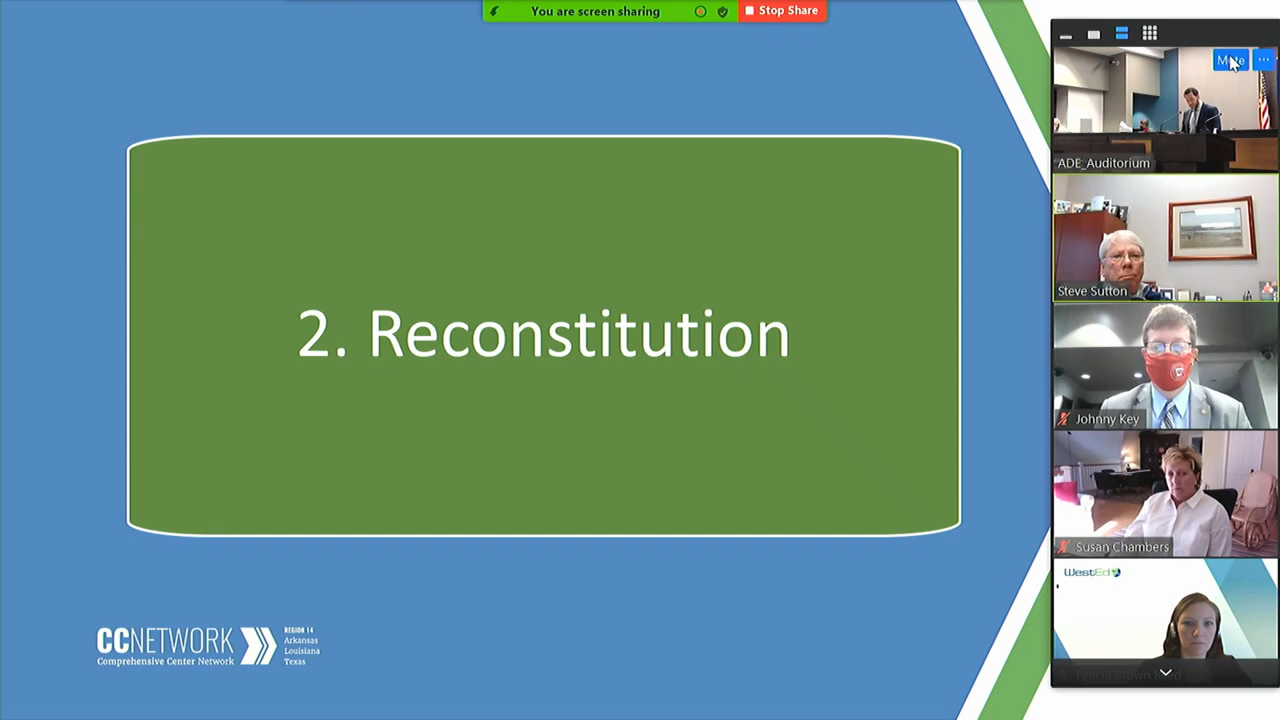 You are screen sharing
Stop Share
2. Reconstitution
CCNETWORK
Comprehensive Center Network
REGION 14
Arkansas
Louisiana
Texas
ADE_Auditorium
Steve Sutton
Johnny Key
Susan Chambers
WestEd